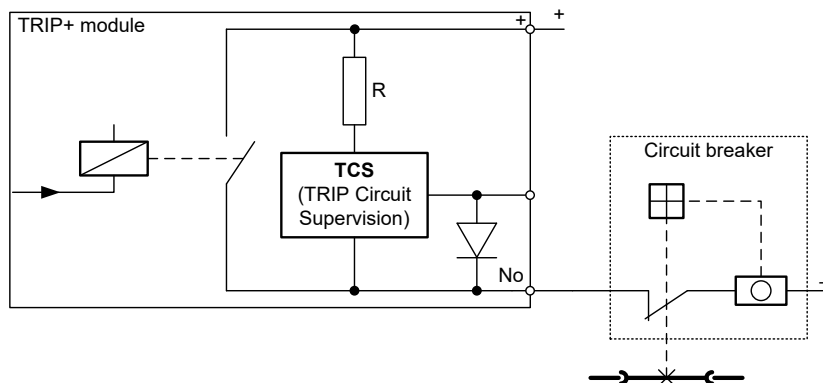 TRIP+ module
+
+
R
TCS
(TRIP Circuit
Supervision)
Circuit breaker
No
-